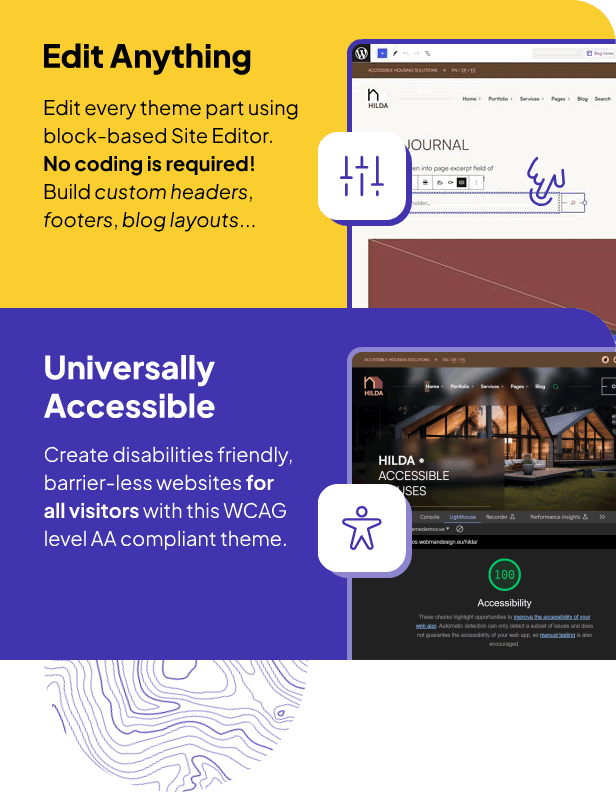 Edit Anything
Edit every theme part using
block-based Site Editor.
No coding is required!
Build custom headers,
footers, blog layouts...
Blog Home
ACCESSIBLE HOUSING SOLUTIONS EN / DE / ES
HILDA
Home Portfolio Services Pages Blog Search
JOURNAL
en into page excerpt field of
older...
Universally
Accessible
Create disabilities friendly,
barrier-less websites for
all visitors with this WCAG
level AA compliant theme.
ACCESSIBLE HOUSING SOLUTIONS EN / DE / ES
HILDA
Home Portfolio Services Pages Blog
HILDA
ACCESSIBLE
USES
Console Lighthouse Recorder Performance insights
os.webmandesign.eu/hilda/
100
Accessibility
These checks highlight opportunities to improve the accessibility of your
web app. Automatic detection can only detect a subset of issues and does
not guarantee the accessibility of your web app, so manual testing is also
encouraged.